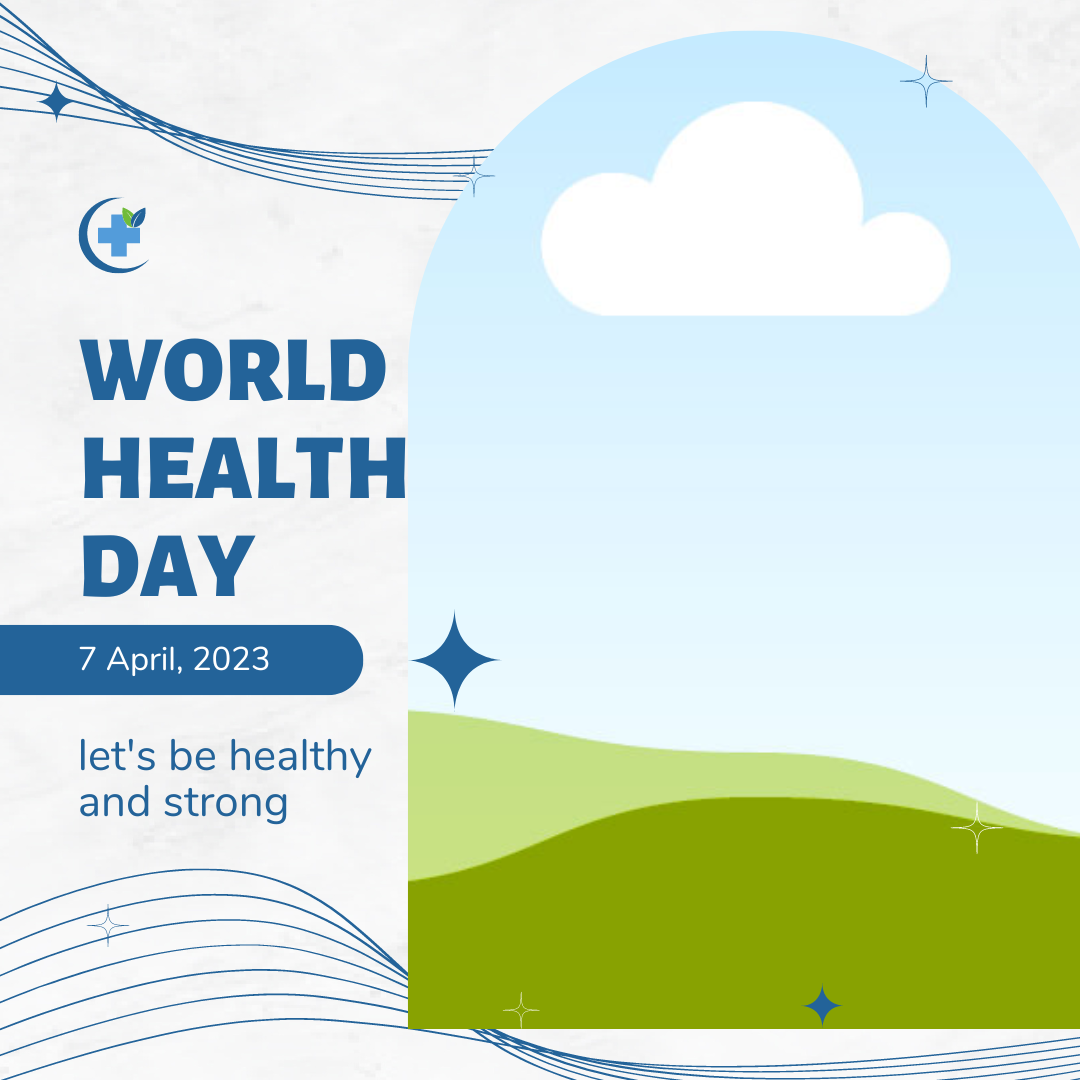 WORLD
HEALTH
DAY
7 April, 2023
let's be healthy
and strong